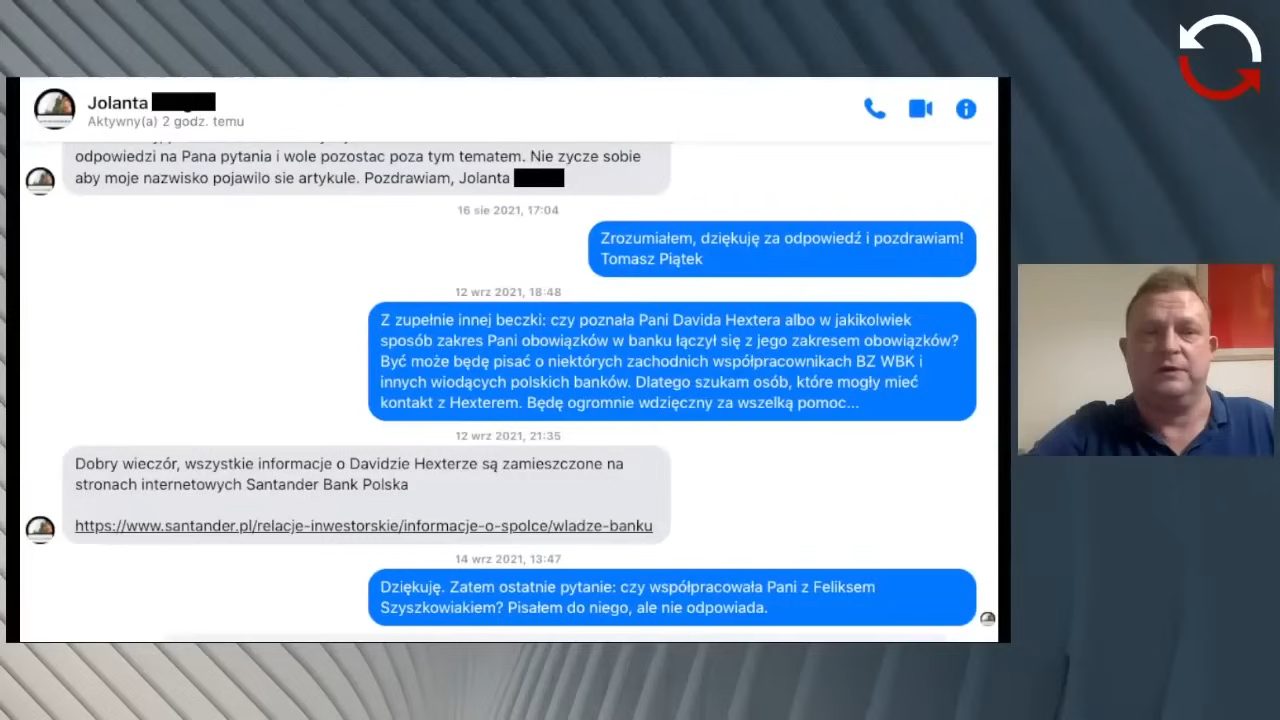 Jolanta
Aktywny(a) 2 godz. temu
odpowiedzi na Pana pytania i wole pozostac poza tym tematem. Nie zycze sobie
aby moje nazwisko pojawilo sie artykule. Pozdrawiam, Jolanta
16 sie 2021, 17:04
Zrozumiałem, dziękuję za odpowiedź i pozdrawiam!
Tomasz Piątek
12 wrz 2021, 18:48
Z zupełnie innej beczki: czy poznała Pani Davida Hextera albo w jakikolwiek
sposób zakres Pani obowiązków w banku łączył się z jego zakresem obowiązków?
Być może będę pisać o niektórych zachodnich współpracownikach BZ WBK i
innych wiodących polskich banków. Dlatego szukam osób, które mogły mieć
kontakt z Hexterem. Będę ogromnie wdzięczny za wszelką pomoc...
12 wrz 2021, 21:35
Dobry wieczór, wszystkie informacje o Davidzie Hexterze są zamieszczone na
stronach internetowych Santander Bank Polska
https://www.santander.pl/relacje-inwestorskie/informacje-o-spolce/wladze-banku
14 wrz 2021, 13:47
Dziękuję. Zatem ostatnie pytanie: czy współpracowała Pani z Feliksem
Szyszkowiakiem? Pisałem do niego, ale nie odpowiada.